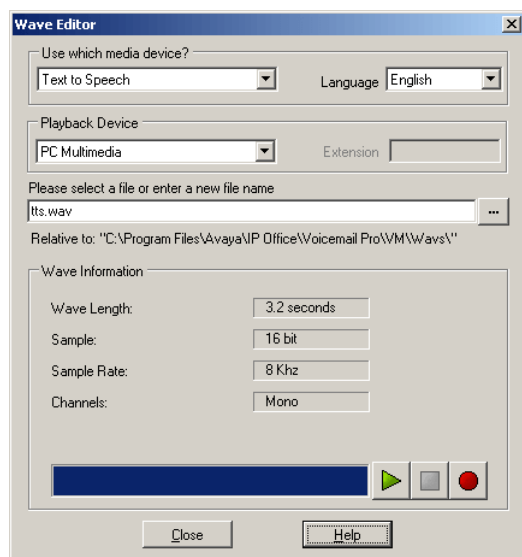 Wave Editor
Use which media device?
Text to Speech Language English
Playback Device
PC Multimedia Extension
Please select a file or enter a new file name
tts.wav ...
Relative to: "C:\Program Files\Avaya\IP Office\Voicemail Pro\VM\Wavs\"
Wave Information
Wave Length: 3.2 seconds
Sample: 16 bit
Sample Rate: 8 Khz
Channels: Mono
Close Help